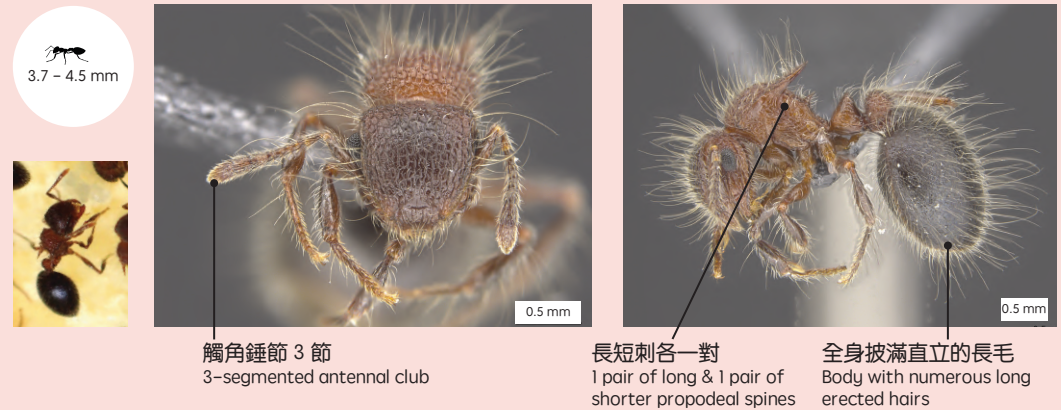 3.7 – 4.5 mm
0.5 mm
0.5 mm
觸角錘節 3 節
3-segmented antennal club
長短刺各一對
1 pair of long & 1 pair of
shorter propodeal spines
全身披滿直立的長毛
Body with numerous long
erected hairs